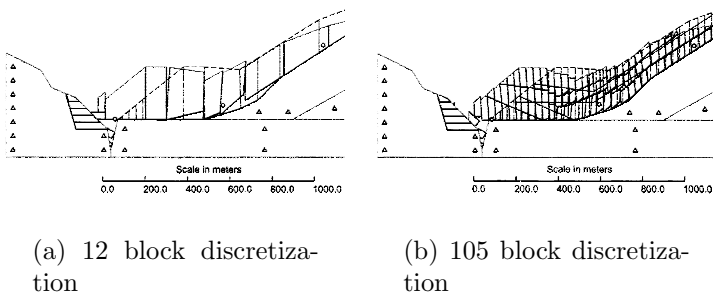 Scale in meters
0.0 200.0 400.0 600.0 800.0 1000.0
Scale in meters
0.0 200.0 400.0 600.0 800.0 1000.0
(a) 12 block discretiza-
tion
(b) 105 block discretiza-
tion